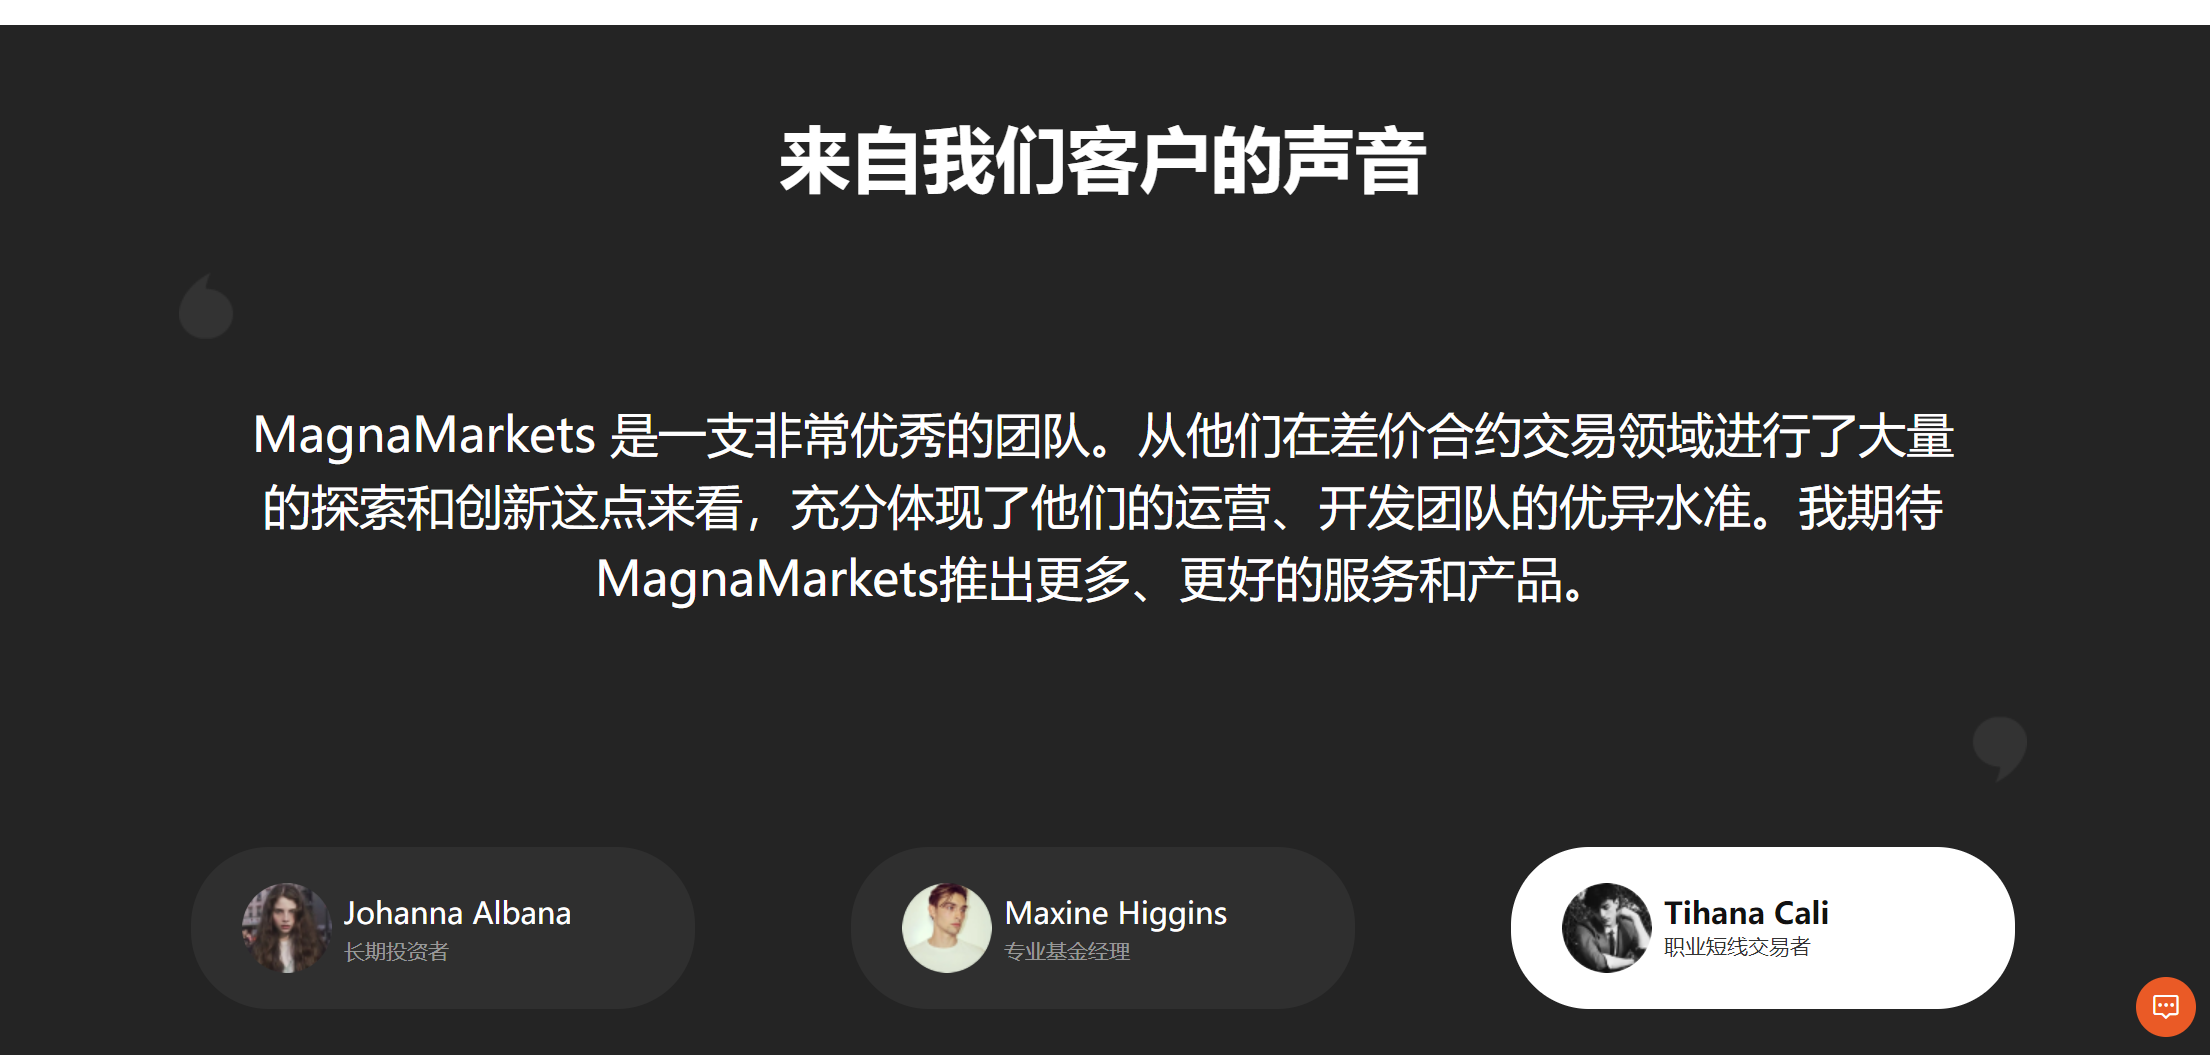 来自我们客户的声音
MagnaMarkets 是一支非常优秀的团队。从他们在差价合约交易领域进行了大量
的探索和创新这点来看，充分体现了他们的运营、开发团队的优异水准。我期待
MagnaMarkets推出更多、更好的服务和产品。
Johanna Albana
长期投资者
Maxine Higgins
专业基金经理
Tihana Cali
职业短线交易者